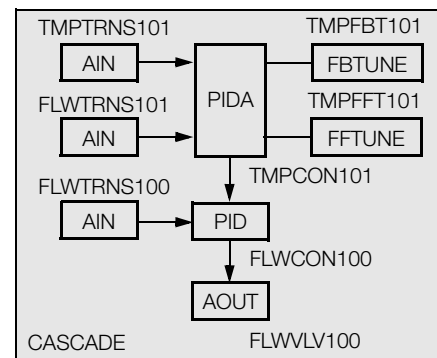 TMPTRNS101 TMPFBT101
AIN FBTUNE
PIDA
FLWTRNS101 TMPFFT101
AIN FFTUNE
TMPCON101
FLWTRNS100
AIN PID
FLWCON100
AOUT
CASCADE FLWVLV100